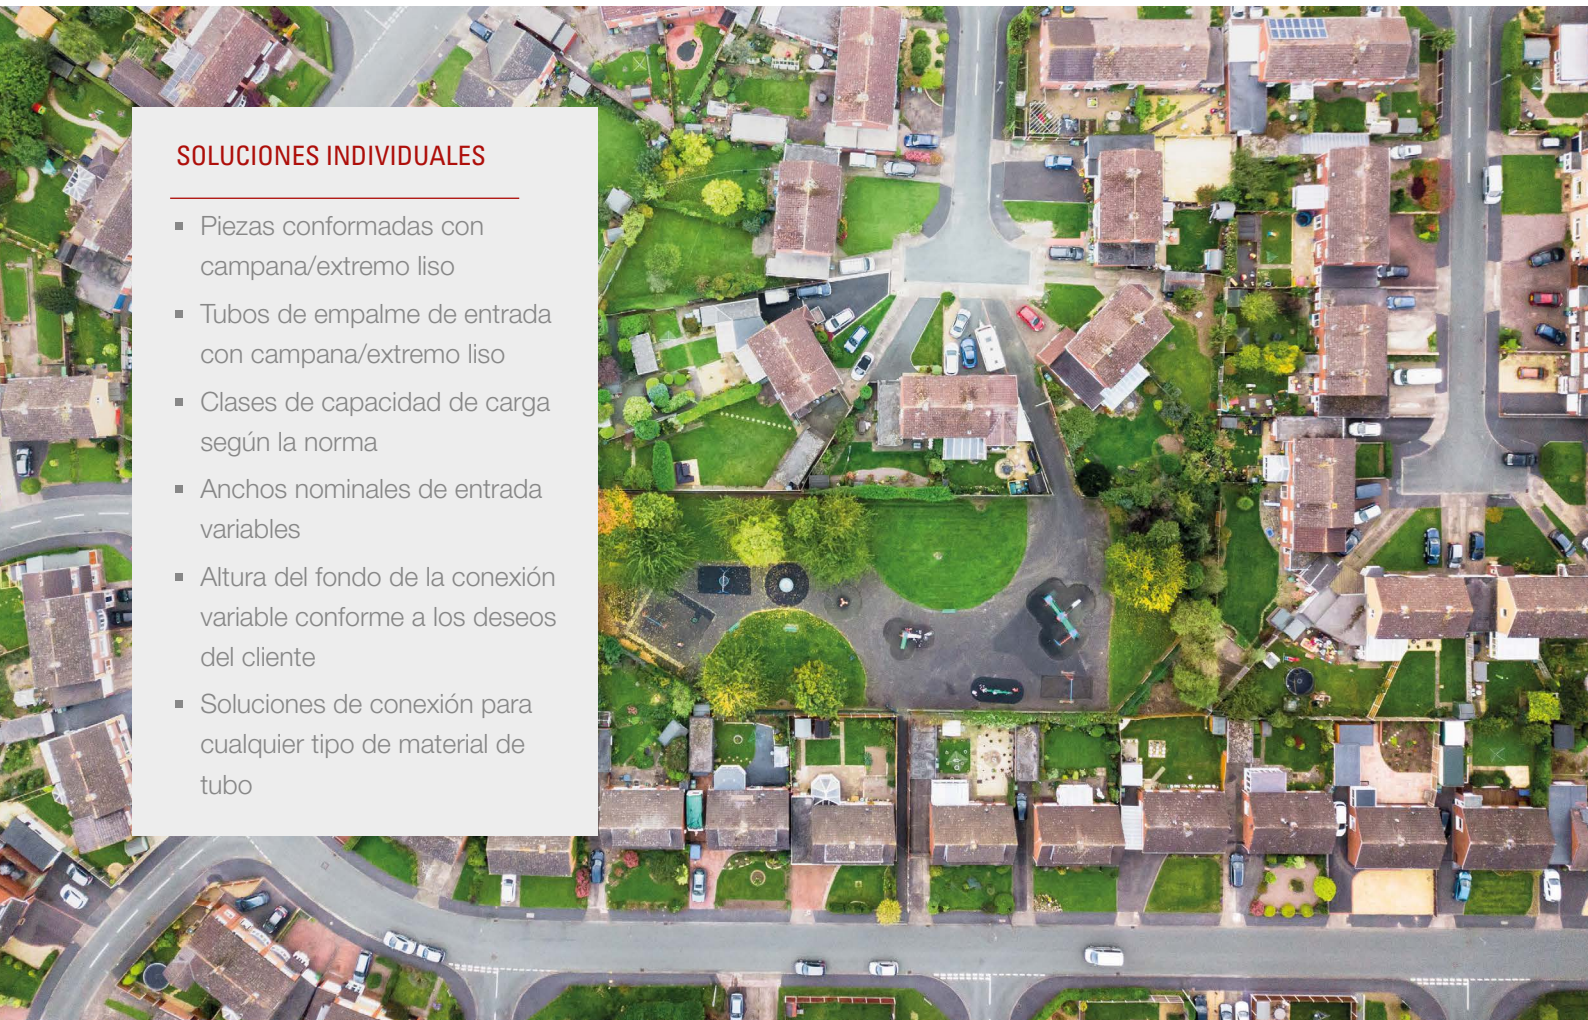 SOLUCIONES INDIVIDUALES
▪ Piezas conformadas con
campana/extremo liso
▪ Tubos de empalme de entrada
con campana/extremo liso
▪ Clases de capacidad de carga
según la norma
▪ Anchos nominales de entrada
variables
▪ Altura del fondo de la conexión
variable conforme a los deseos
del cliente
▪ Soluciones de conexión para
cualquier tipo de material de
tubo